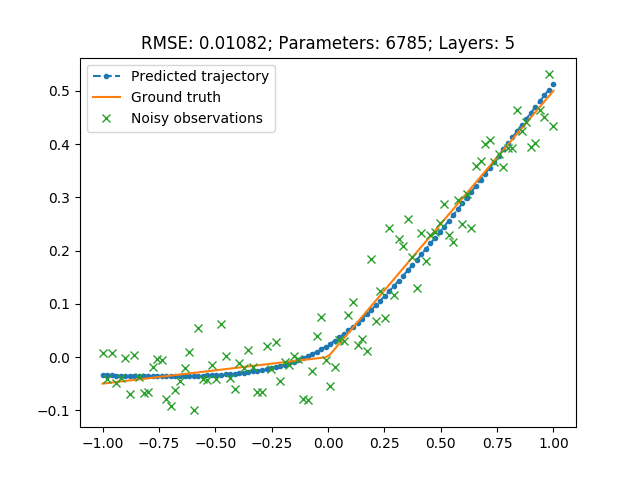 RMSE: 0.01082; Parameters: 6785; Layers: 5
Predicted trajectory
Ground truth
Noisy observations
0.5
0.4
0.3
0.2
0.1
0.0
−0.1
−1.00 −0.75 −0.50 −0.25 0.00 0.25 0.50 0.75 1.00